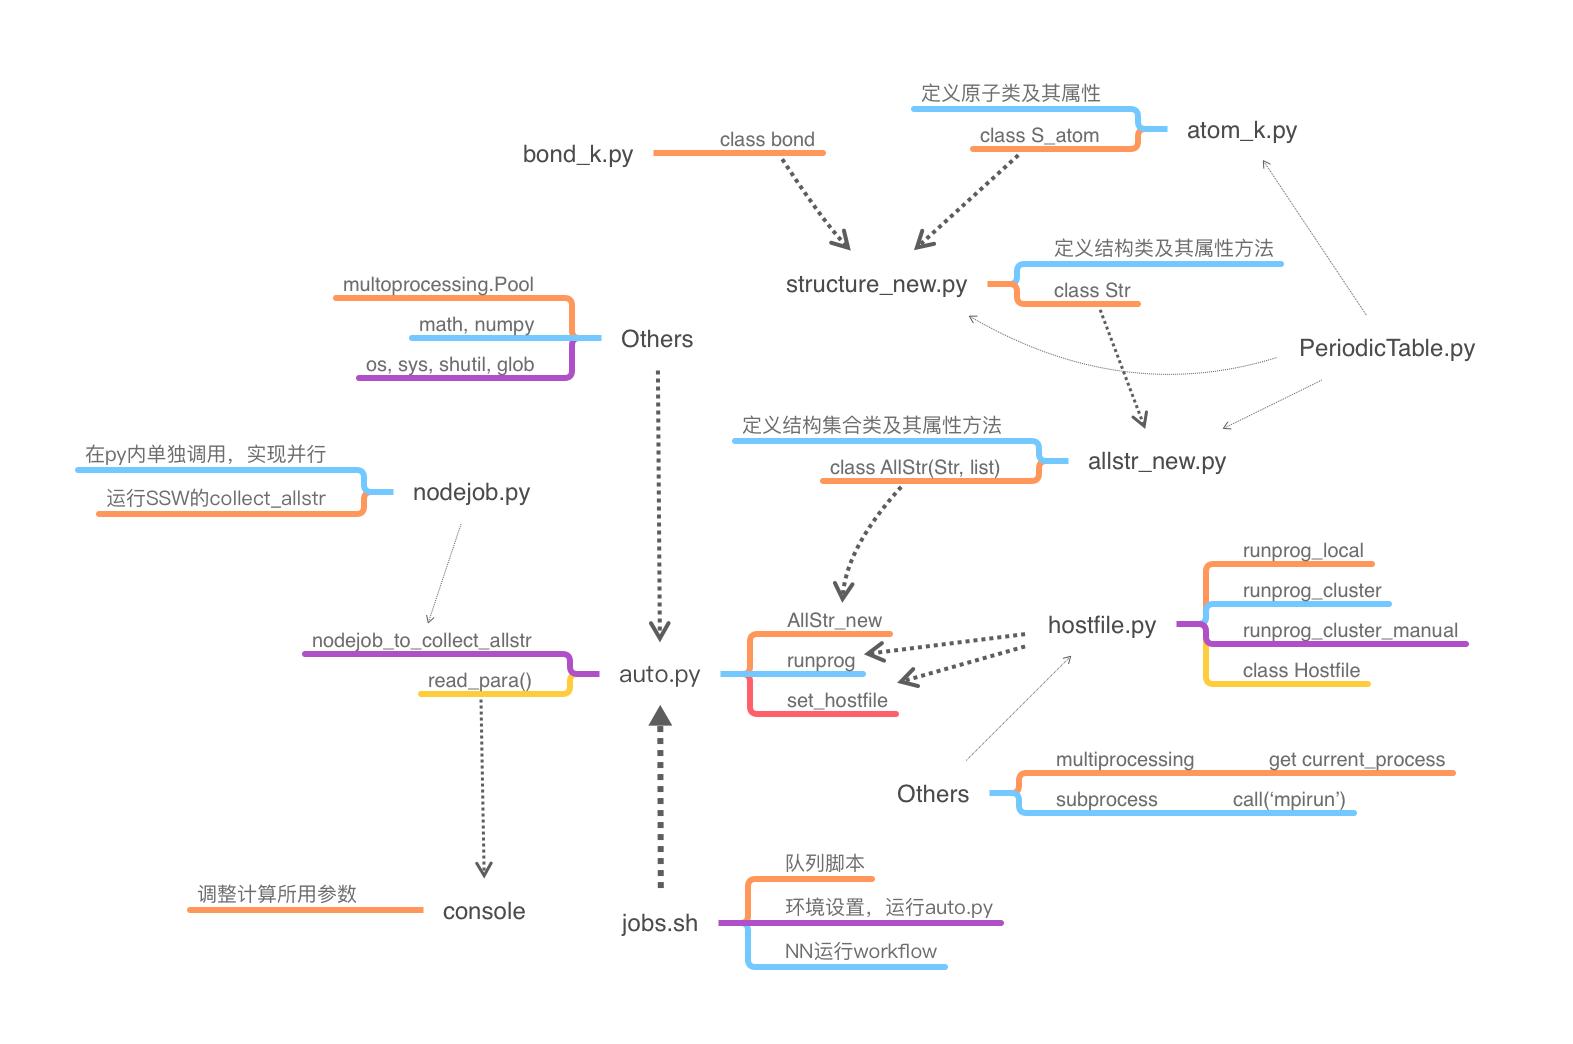 定义原子类及其属性
class S_atom
atom_k.py
bond_k.py
class bond
定义结构类及其属性方法
structure_new.py
class Str
multoprocessing.Pool
math, numpy
os, sys, shutil, glob
Others
PeriodicTable.py
定义结构集合类及其属性方法
class AllStr(Str, list)
allstr_new.py
在py内单独调用，实现并行
运行SSW的collect_allstr
nodejob.py
runprog_local
runprog_cluster
runprog_cluster_manual
class Hostfile
hostfile.py
nodejob_to_collect_allstr
read_para()
auto.py
AllStr_new
runprog
set_hostfile
Others
multiprocessing
get current_process
subprocess
call(‘mpirun’)
调整计算所用参数
console
jobs.sh
队列脚本
环境设置，运行auto.py
NN运行workflow